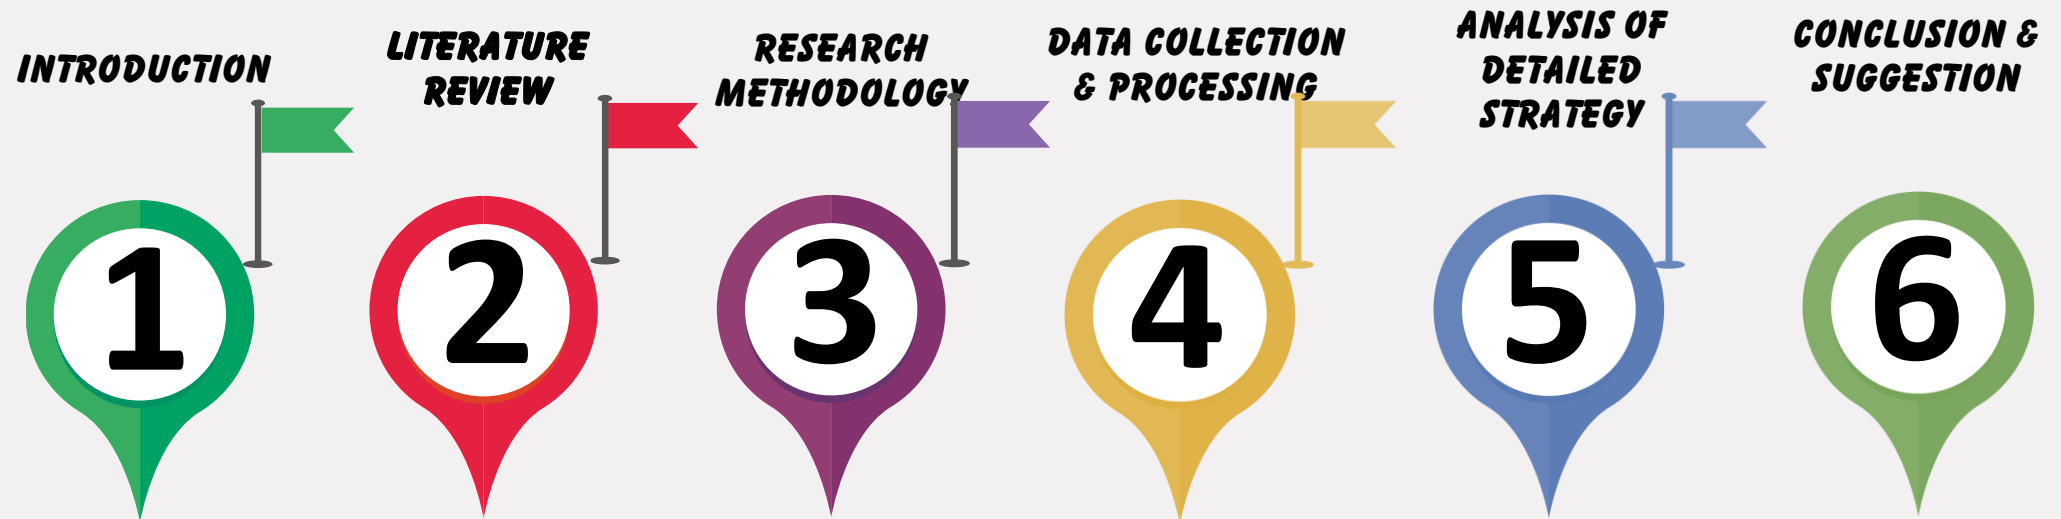 INTRODUCTION
LITERATURE
REVIEW
RESEARCH
METHODOLOGY
DATA COLLECTION
& PROCESSING
ANALYSIS OF
DETAILED
STRATEGY
CONCLUSION &
SUGGESTION
1
2
3
4
5
6